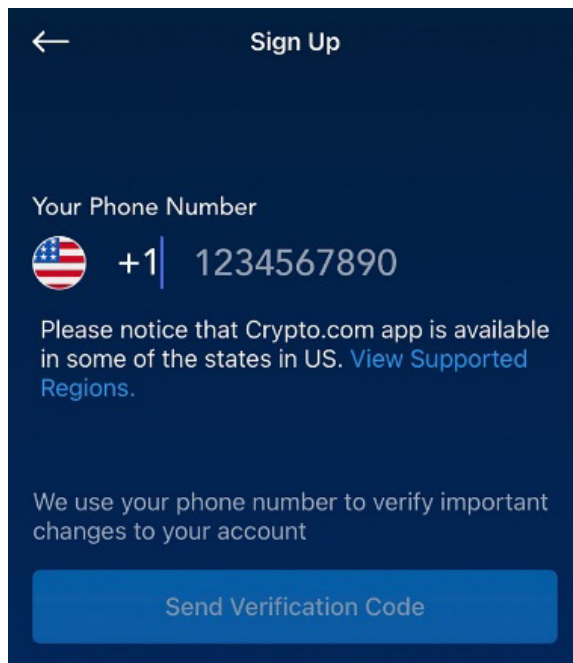 Sign Up
Your Phone Number
+1 1234567890
Please notice that Crypto.com app is available
in some of the states in US. View Supported
Regions.
We use your phone number to verify important
changes to your account
Send Verification Code